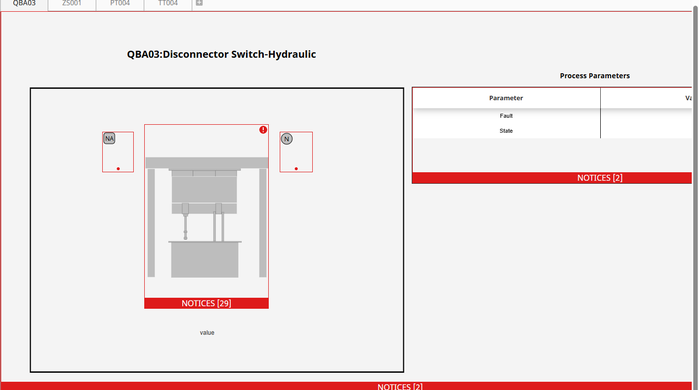 QBA03
ZS001
PT004
TT004
QBA03:Disconnector Switch-Hydraulic
Process Parameters
Parameter
Fault
State
NOTICES [2]
NA
N
NOTICES [29]
value
NOTICES [2]